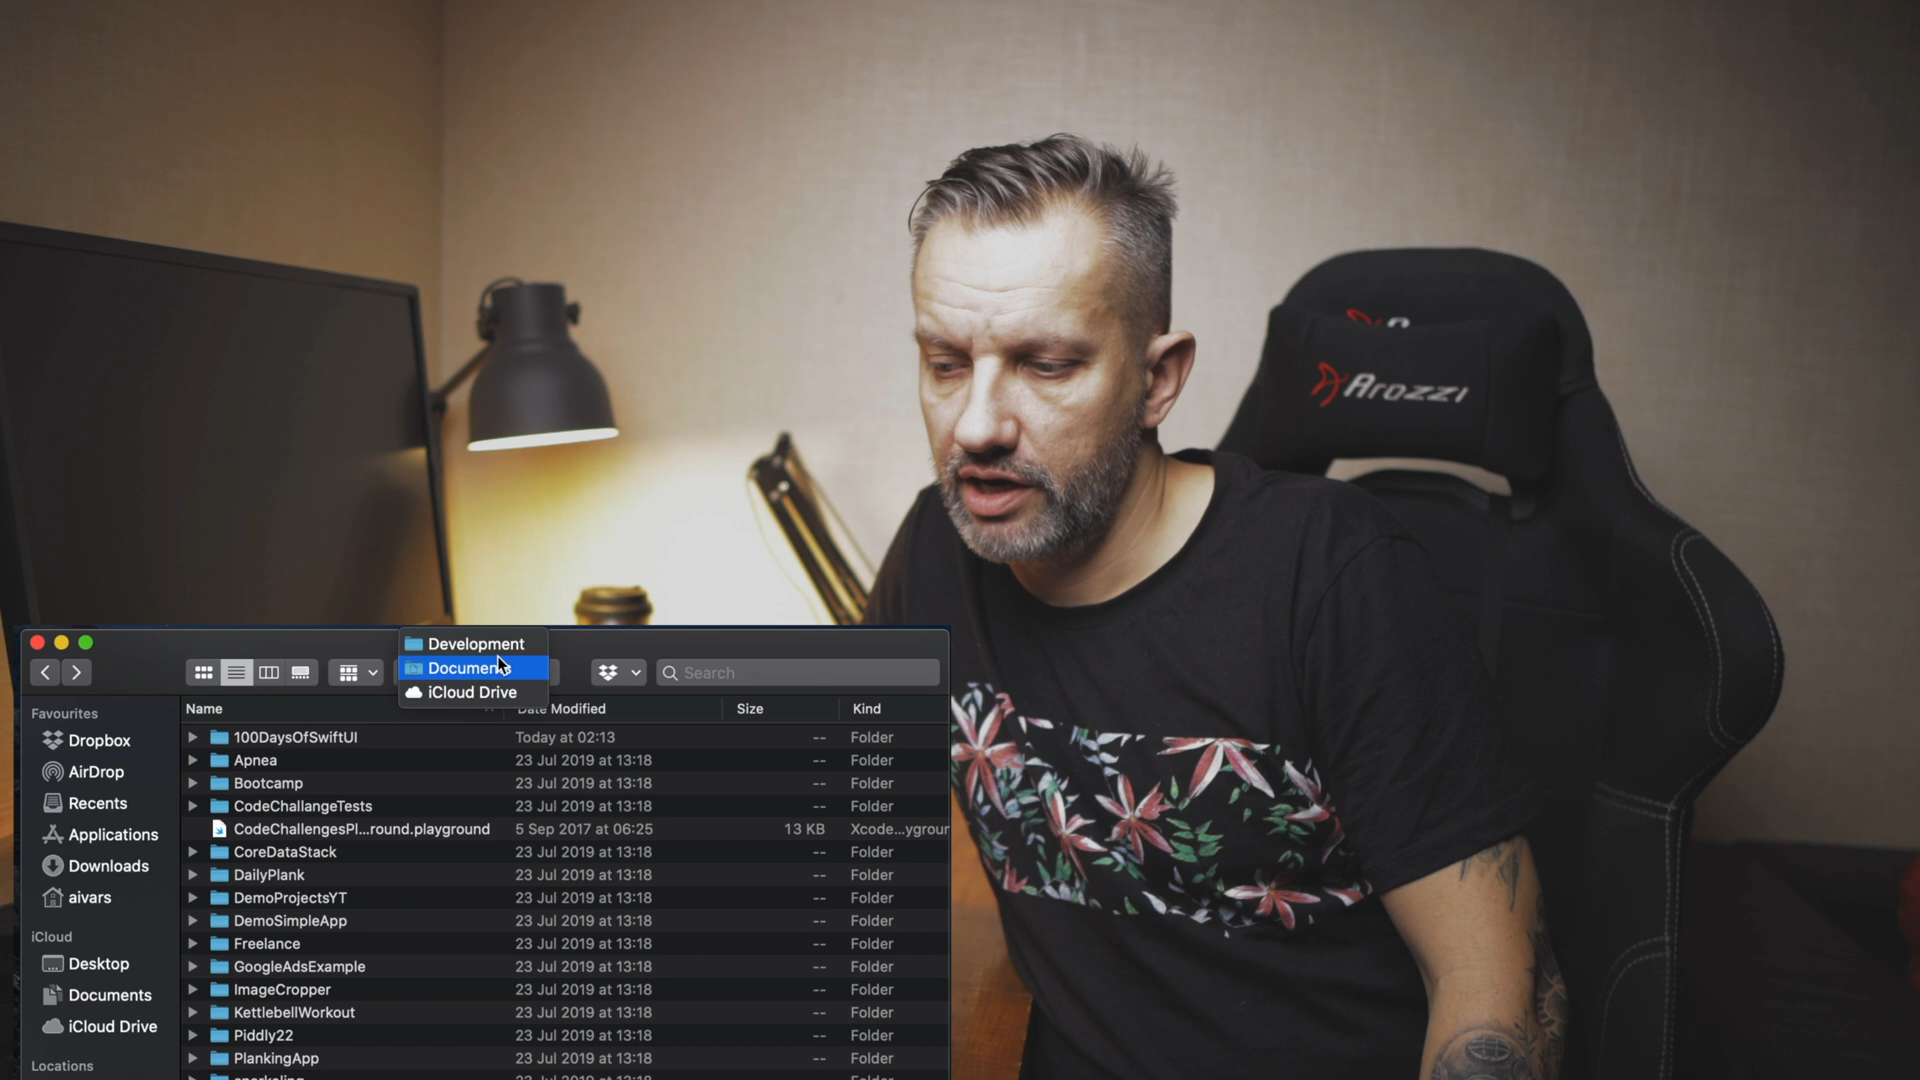 Arozzi
Development
Documents
iCloud Drive
Search
Name
Date Modified
Size
Kind
Favourites
Dropbox
AirDrop
Recents
Applications
Downloads
aivars
iCloud
Desktop
Documents
iCloud Drive
Locations
100DaysOfSwiftUI Today at 02:13 -- Folder
Apnea 23 Jul 2019 at 13:18 -- Folder
Bootcamp 23 Jul 2019 at 13:18 -- Folder
CodeChallangeTests 23 Jul 2019 at 13:18 -- Folder
CodeChallengesPl...round.playground 5 Sep 2017 at 06:25 13 KB Xcode...ygrour
CoreDataStack 23 Jul 2019 at 13:18 -- Folder
DailyPlank 23 Jul 2019 at 13:18 -- Folder
DemoProjectsYT 23 Jul 2019 at 13:18 -- Folder
DemoSimpleApp 23 Jul 2019 at 13:18 -- Folder
Freelance 23 Jul 2019 at 13:18 -- Folder
GoogleAdsExample 23 Jul 2019 at 13:18 -- Folder
ImageCropper 23 Jul 2019 at 13:18 -- Folder
KettlebellWorkout 23 Jul 2019 at 13:18 -- Folder
Piddly22 23 Jul 2019 at 13:18 -- Folder
PlankingApp 23 Jul 2019 at 13:18 -- Folder